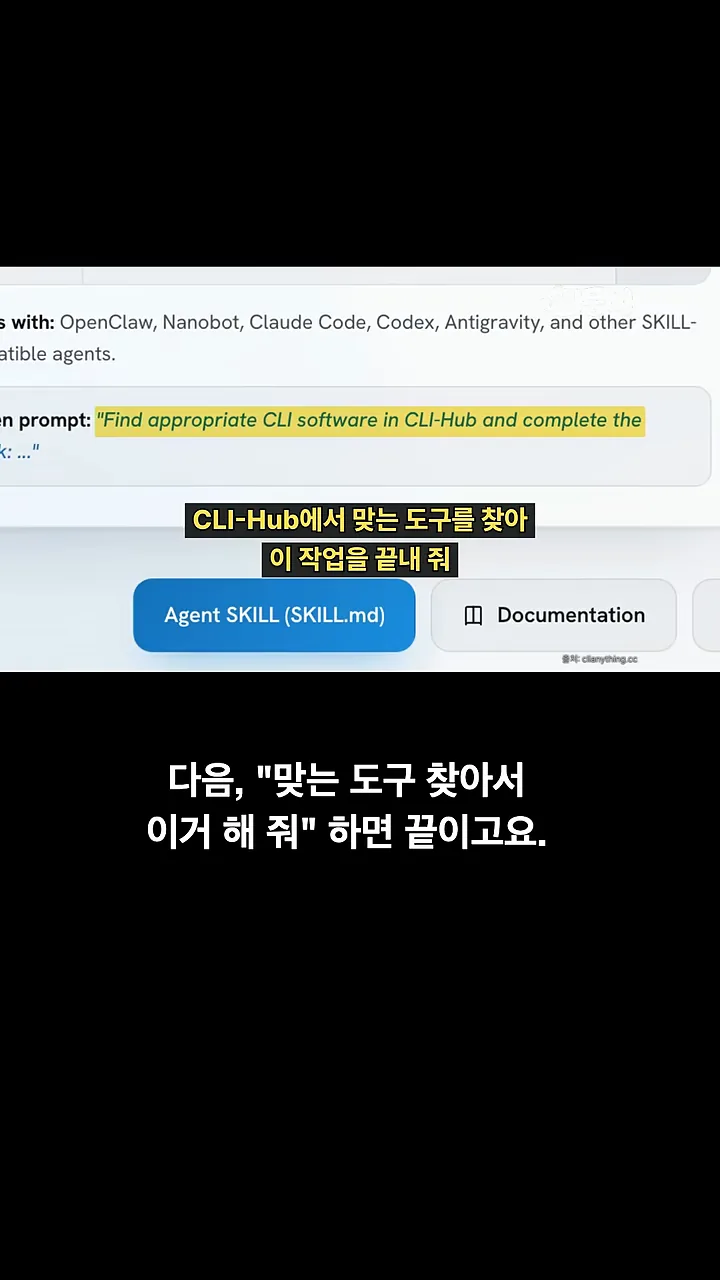 s with: OpenClaw, Nanobot, Claude Code, Codex, Antigravity, and other SKILL-
atible agents.
en prompt: "Find appropriate CLI software in CLI-Hub and complete the
k: ..."
CLI-Hub에서 맞는 도구를 찾아
이 작업을 끝내 줘
Agent SKILL (SKILL.md)
Documentation
출처: clianything.cc
다음, "맞는 도구 찾아서
이거 해 줘" 하면 끝이고요.